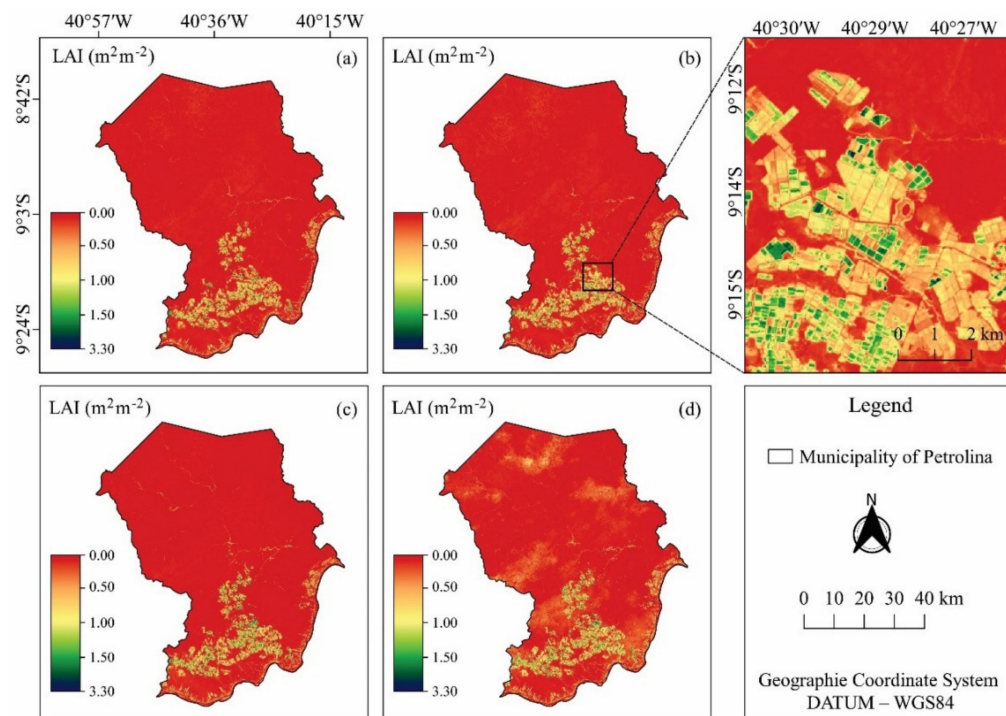 40°57'W 40°36'W 40°15'W
40°30'W 40°29'W 40°27'W
LAI (m²m⁻²) (a)
LAI (m²m⁻²) (b)
8°42'S
9°3'S
9°24'S
0.00
0.50
1.00
1.50
3.30
0.00
0.50
1.00
1.50
3.30
9°12'S
9°14'S
9°15'S
0 1 2 km
LAI (m²m⁻²) (c)
LAI (m²m⁻²) (d)
0.00
0.50
1.00
1.50
3.30
0.00
0.50
1.00
1.50
3.30
Legend
Municipality of Petrolina
N
0 10 20 30 40 km
Geographie Coordinate System
DATUM – WGS84